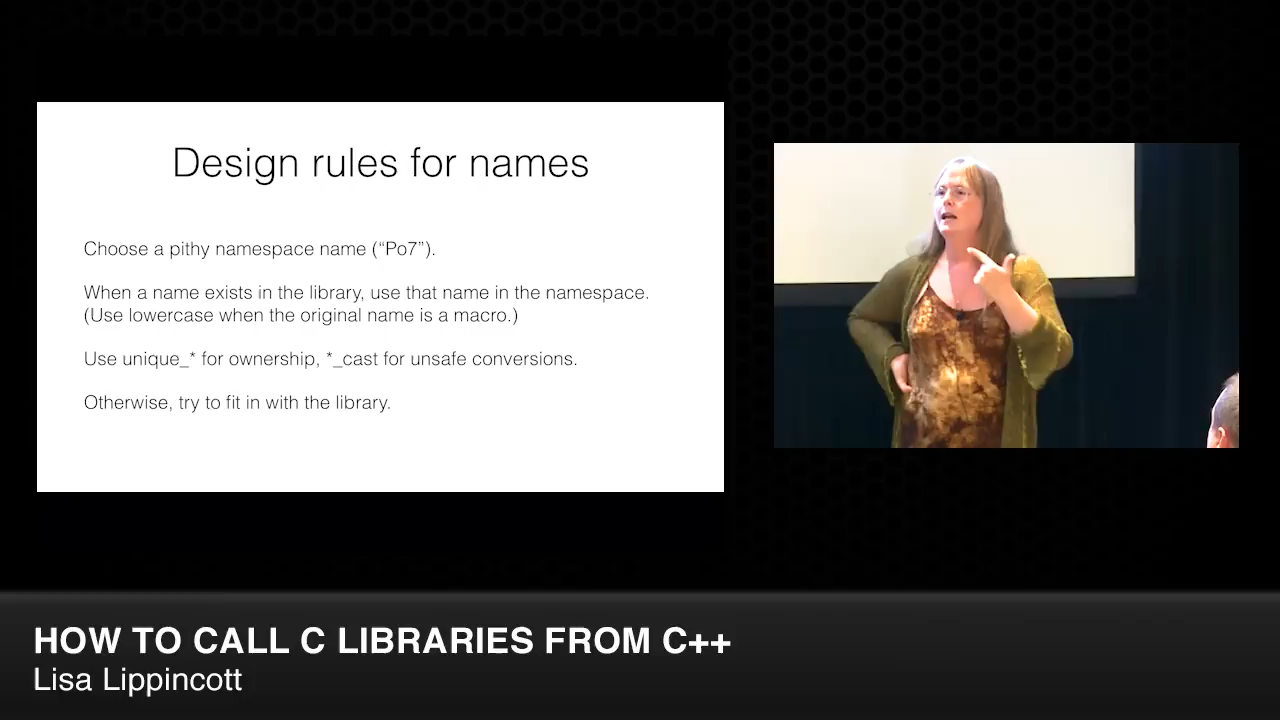 Design rules for names
Choose a pithy namespace name (“Po7”).
When a name exists in the library, use that name in the namespace.
(Use lowercase when the original name is a macro.)
Use unique_* for ownership, *_cast for unsafe conversions.
Otherwise, try to fit in with the library.
HOW TO CALL C LIBRARIES FROM C++
Lisa Lippincott